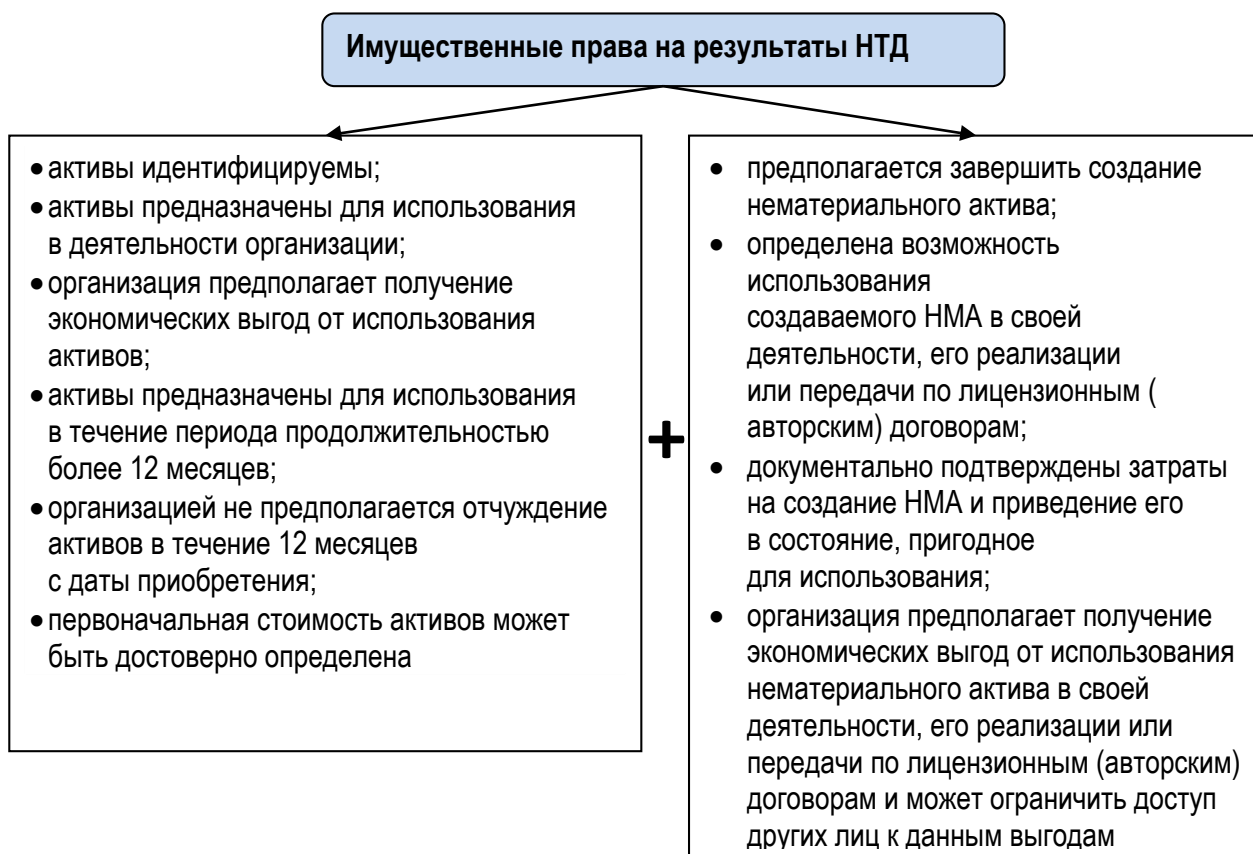 Имущественные права на результаты НТД
• активы идентифицируемы;
• активы предназначены для использования
в деятельности организации;
• организация предполагает получение
экономических выгод от использования
активов;
• активы предназначены для использования
в течение периода продолжительностью
более 12 месяцев;
• организацией не предполагается отчуждение
активов в течение 12 месяцев
с даты приобретения;
• первоначальная стоимость активов может
быть достоверно определена
+
• предполагается завершить создание
нематериального актива;
• определена возможность
использования
создаваемого НМА в своей
деятельности, его реализации
или передачи по лицензионным (
авторским) договорам;
• документально подтверждены затраты
на создание НМА и приведение его
в состояние, пригодное
для использования;
• организация предполагает получение
экономических выгод от использования
нематериального актива в своей
деятельности, его реализации или
передачи по лицензионным (авторским)
договорам и может ограничить доступ
других лиц к данным выгодам